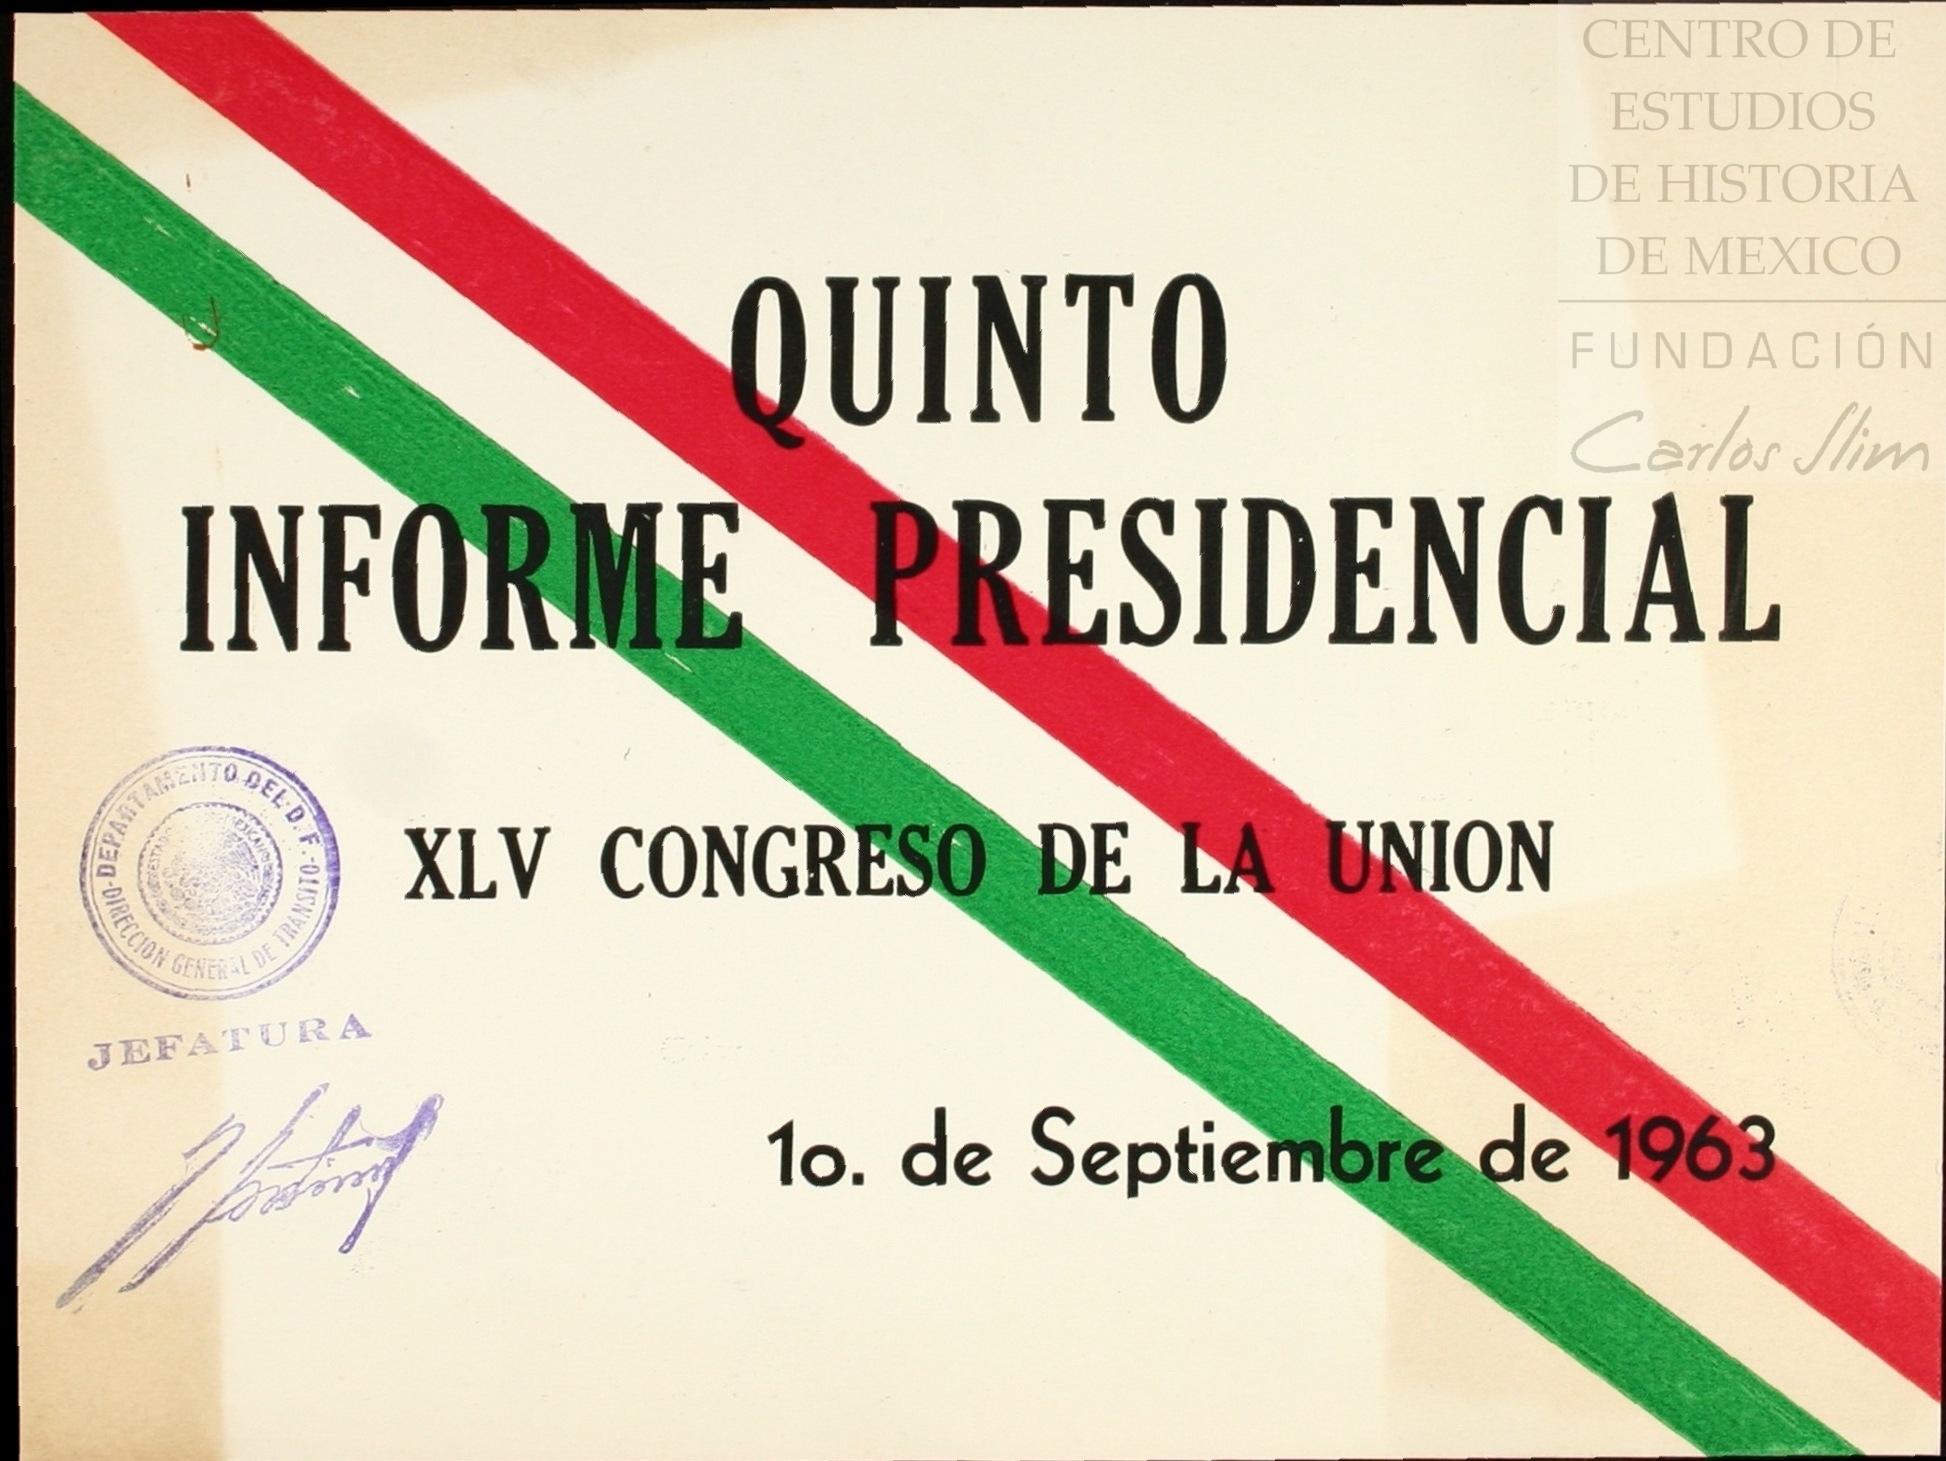 CENTRO DE
ESTUDIOS
DE HISTORIA
DE MEXICO
FUNDACIÓN
Carlos Slim
QUINTO
INFORME PRESIDENCIAL
XLV CONGRESO DE LA UNION
1o. de Septiembre de 1963
DEPARTAMENTO DEL D.F.
DIRECCION GENERAL DE TRANSITO
JEFATURA